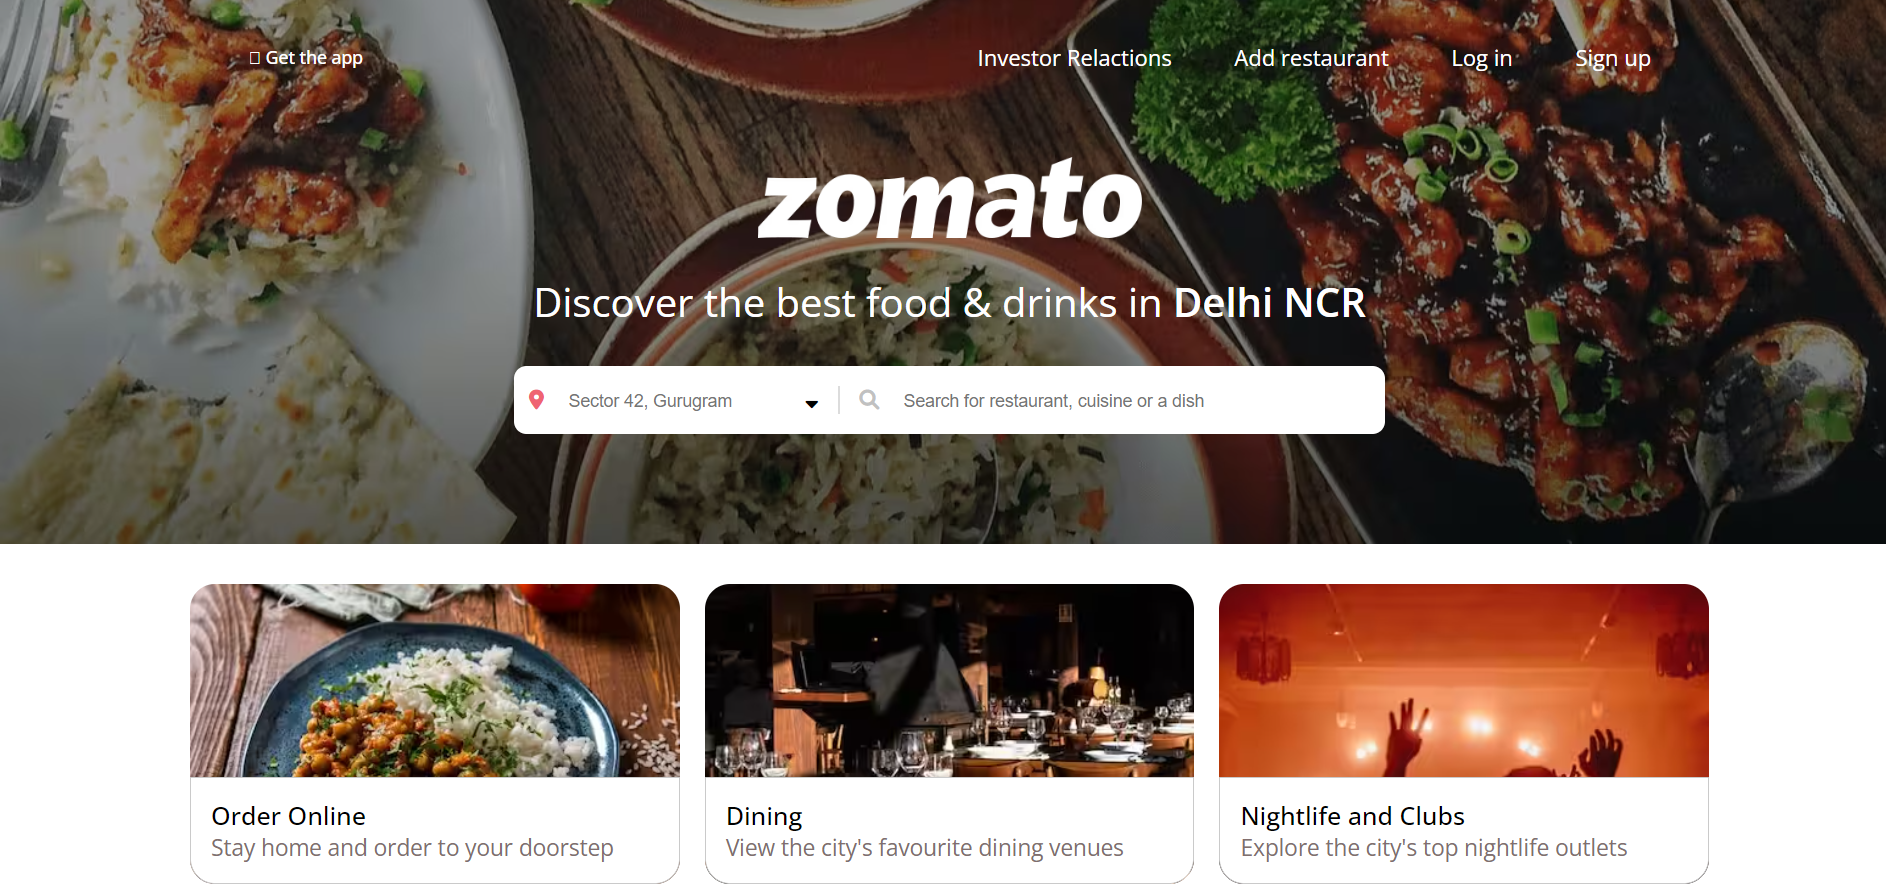 Get the app
Investor Relactions
Add restaurant
Log in
Sign up
zomato
Discover the best food & drinks in Delhi NCR
Sector 42, Gurugram
Search for restaurant, cuisine or a dish
Order Online
Stay home and order to your doorstep
Dining
View the city's favourite dining venues
Nightlife and Clubs
Explore the city's top nightlife outlets